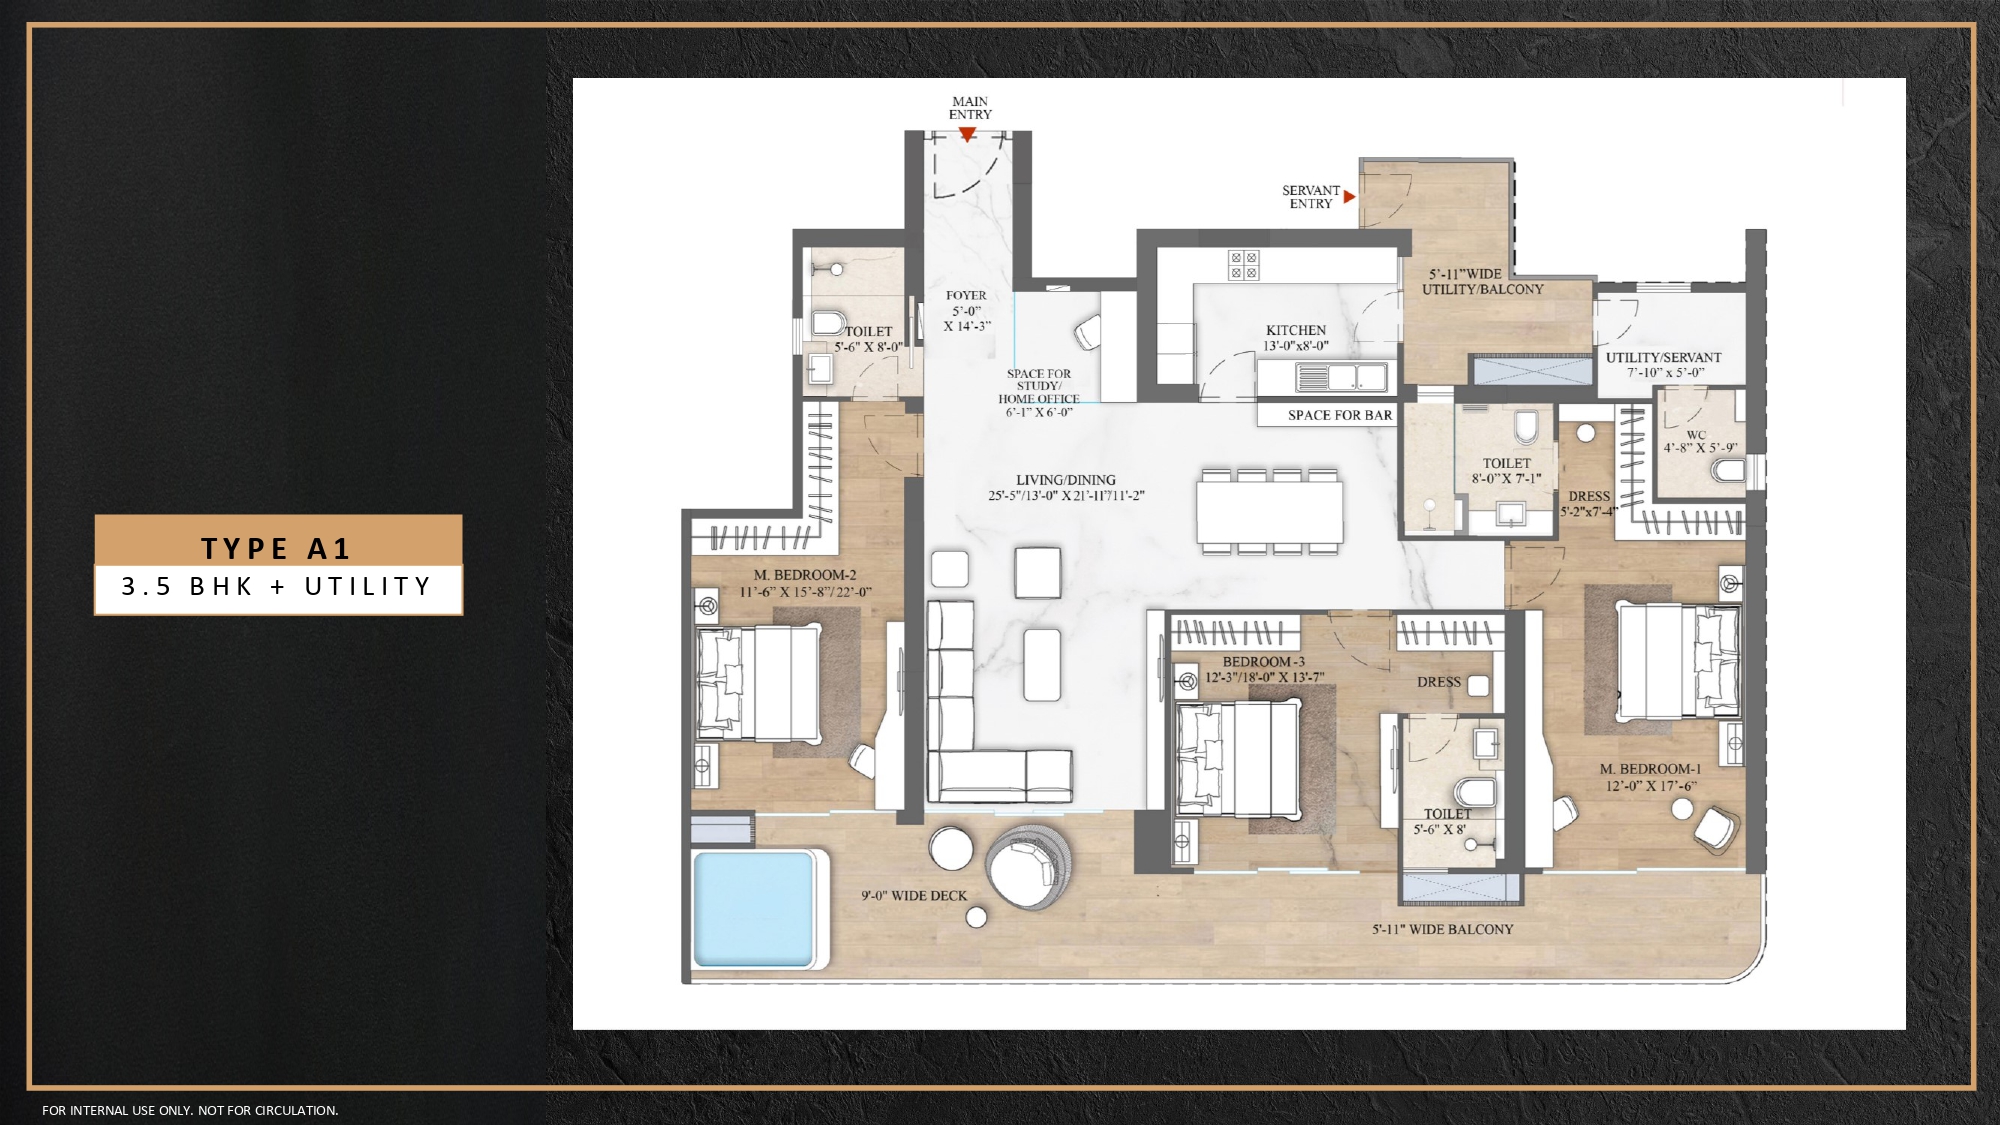 TYPE A1
3.5 BHK + UTILITY
MAIN
ENTRY
SERVANT
ENTRY
5'-11"WIDE
UTILITY/BALCONY
FOYER
5'-0"
X 14'-3"
TOILET
5'-6" X 8'-0"
KITCHEN
13'-0"x8'-0"
UTILITY/SERVANT
7'-10" x 5'-0"
SPACE FOR
STUDY/
HOME OFFICE
6'-1" X 6'-0"
SPACE FOR BAR
WC
4'-8" X 5'-9"
TOILET
8'-0"X 7'-1"
LIVING/DINING
25'-5"/13'-0" X 21'-11"/11'-2"
DRESS
5'-2"x7'-4"
M. BEDROOM-2
11'-6" X 15'-8"/22'-0"
BEDROOM-3
12'-3"/18'-0" X 13'-7"
DRESS
M. BEDROOM-1
12'-0" X 17'-6"
TOILET
5'-6" X 8'
9'-0" WIDE DECK
5'-11" WIDE BALCONY
FOR INTERNAL USE ONLY. NOT FOR CIRCULATION.